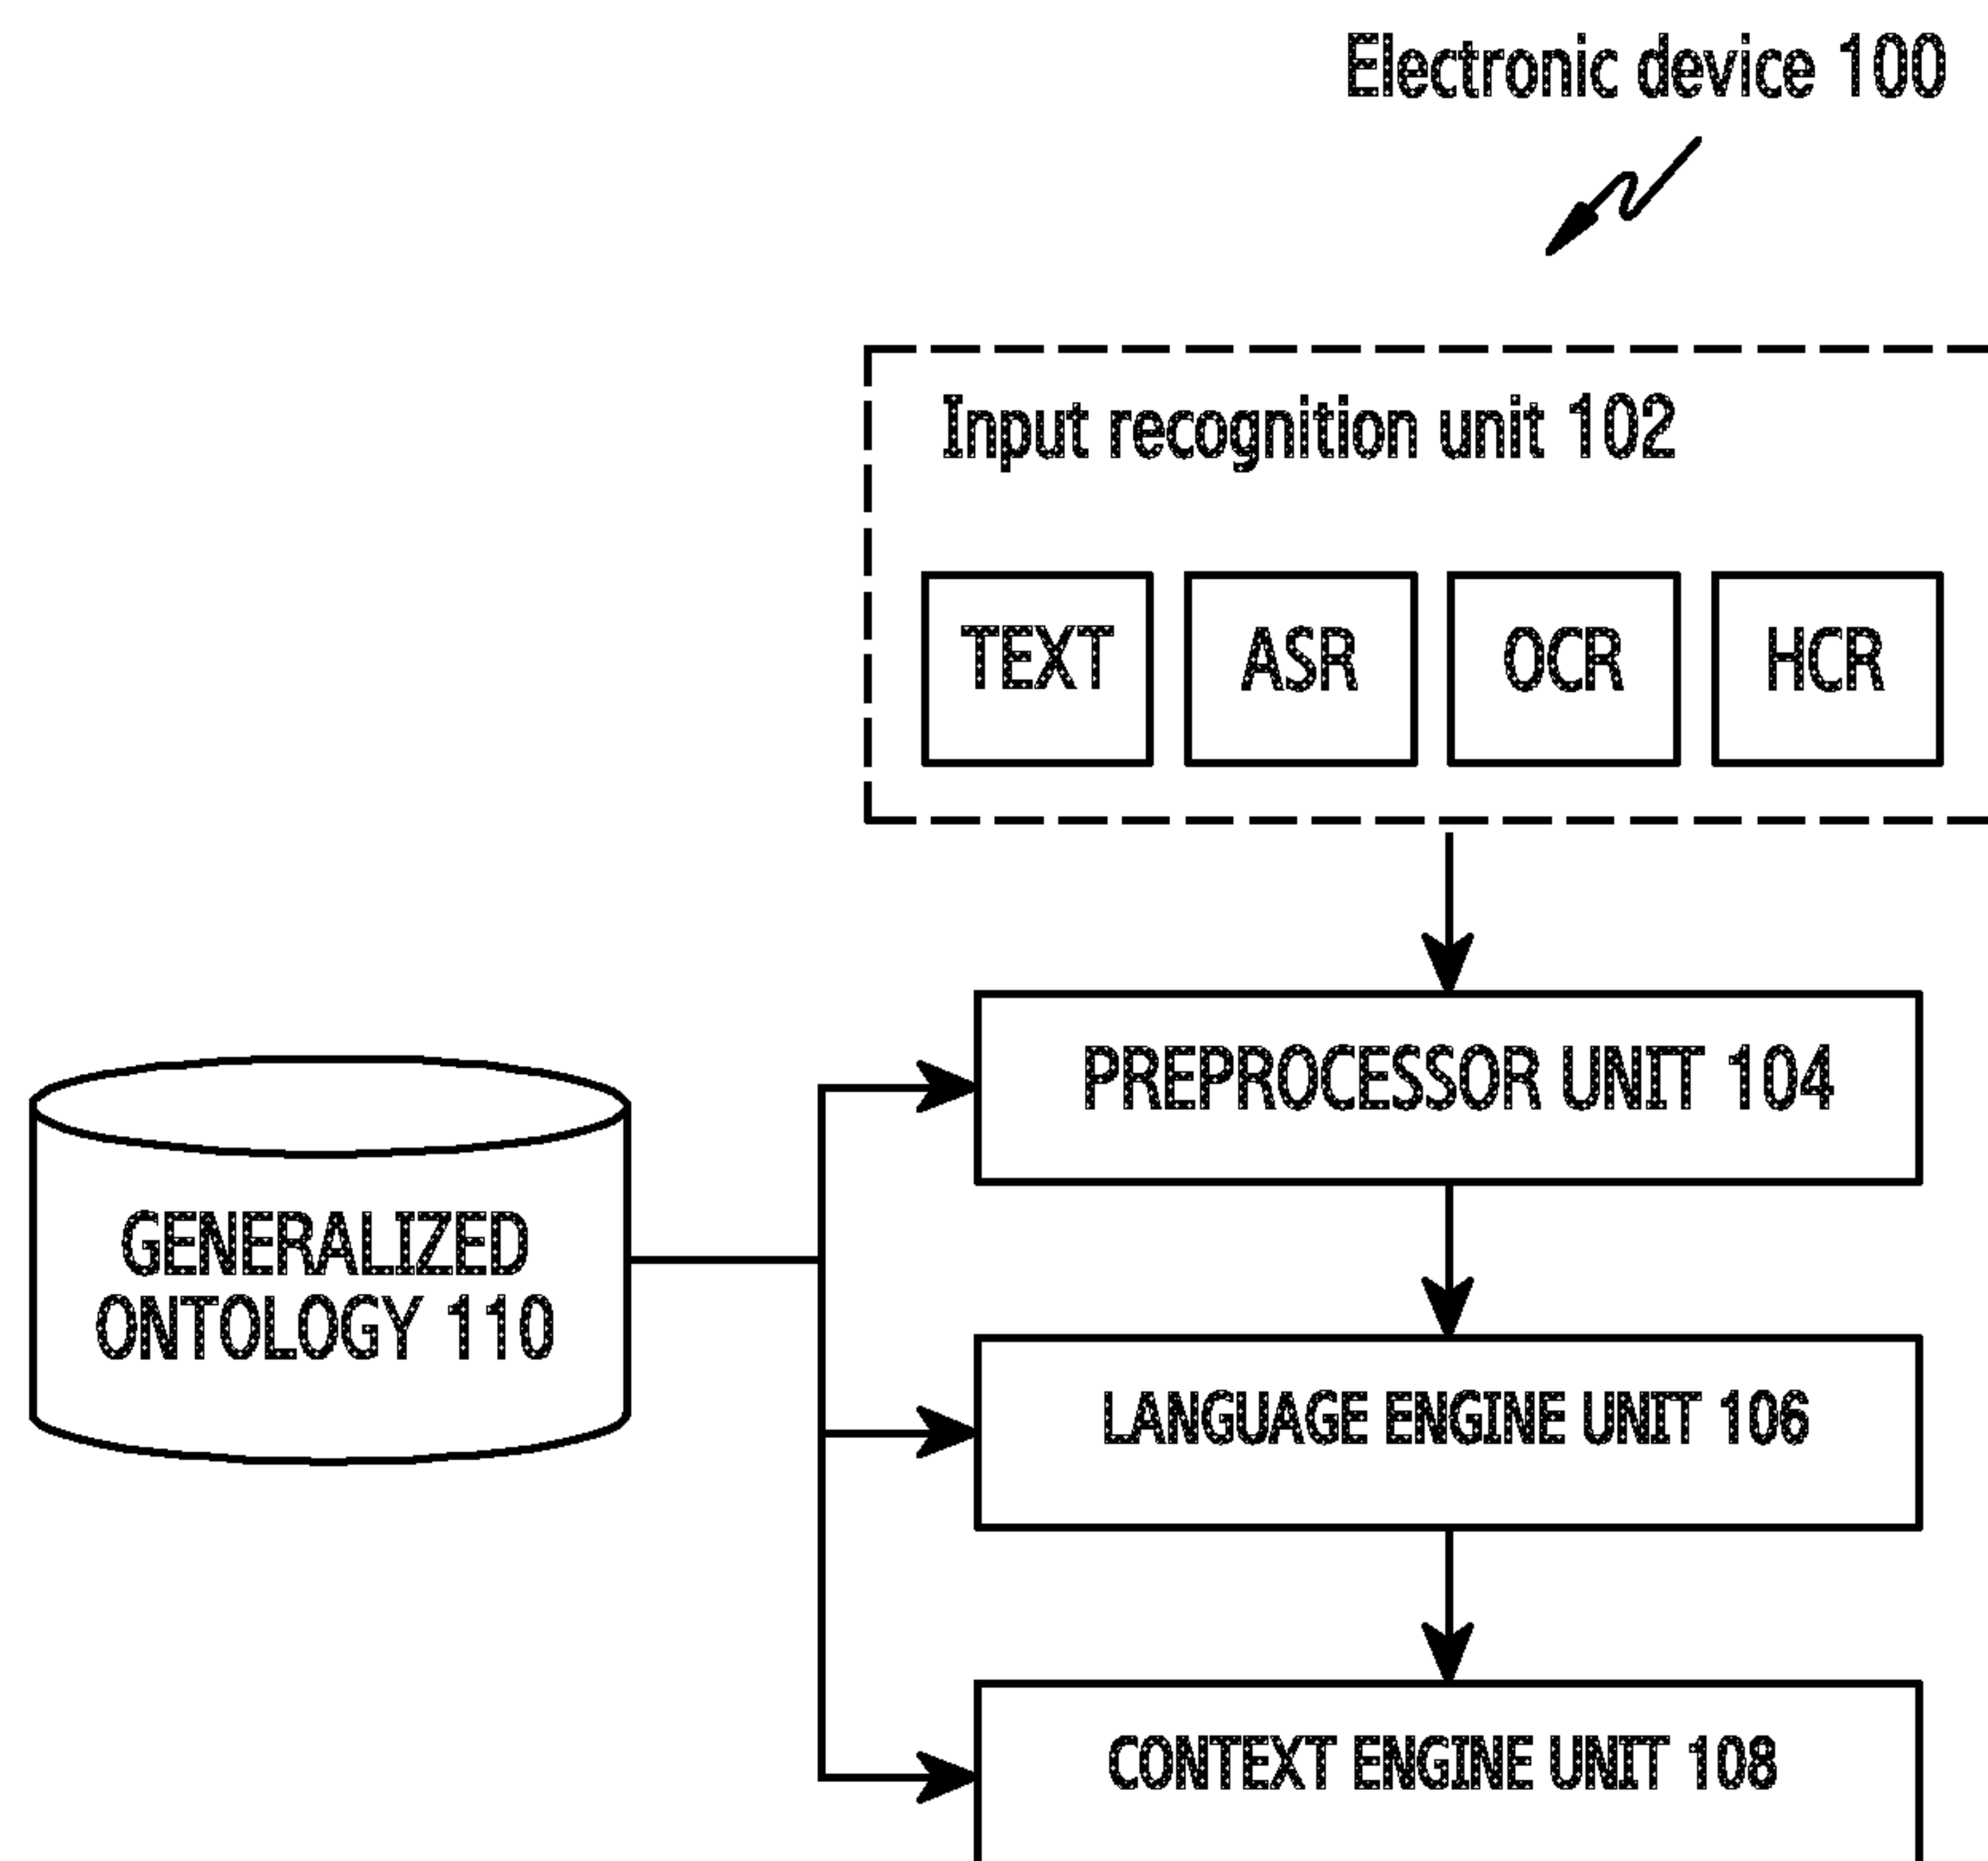 Electronic device 100
Input recognition unit 102
TEXT
ASR
OCR
HCR
PREPROCESSOR UNIT 104
GENERALIZED
ONTOLOGY 110
LANGUAGE ENGINE UNIT 106
CONTEXT ENGINE UNIT 108